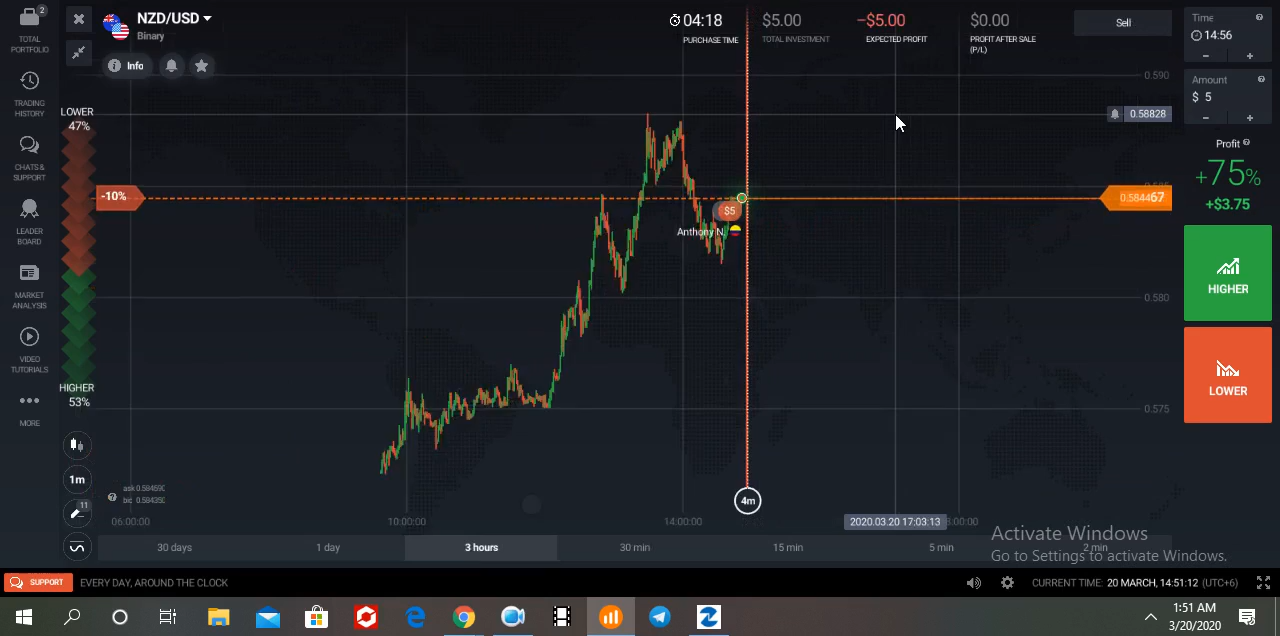 2
TOTAL
PORTFOLIO
TRADING
HISTORY
CHATS &
SUPPORT
LEADER
BOARD
MARKET
ANALYSIS
VIDEO
TUTORIALS
MORE
NZD/USD
Binary
Info
LOWER
47%
-10%
HIGHER
53%
1m
11
04:18
PURCHASE TIME
$5.00
TOTAL INVESTMENT
−$5.00
EXPECTED PROFIT
$0.00
PROFIT AFTER SALE
(P/L)
Sell
0.590
0.58828
0.584467
0.580
0.575
$5
Anthony N.
4m
06:00:00
10:00:00
14:00:00
2020.03.20 17:03:13
30 days
1 day
3 hours
30 min
15 min
5 min
2 min
Time
14:56
− +
Amount
$ 5
− +
Profit
+75%
+$3.75
HIGHER
LOWER
Activate Windows
Go to Settings to activate Windows.
SUPPORT
EVERY DAY, AROUND THE CLOCK
CURRENT TIME: 20 MARCH, 14:51:12 (UTC+6)
1:51 AM
3/20/2020